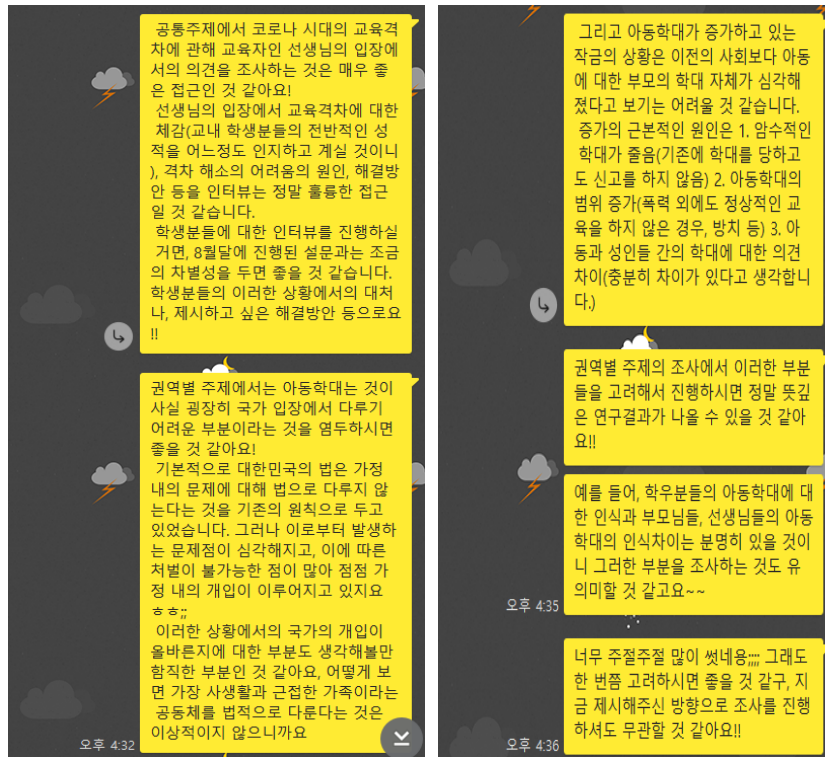 공통주제에서 코로나 시대의 교육격
차에 관해 교육자인 선생님의 입장에
서의 의견을 조사하는 것은 매우 좋
은 접근인 것 같아요!
선생님의 입장에서 교육격차에 대한
체감(교내 학생분들의 전반적인 성
적을 어느정도 인지하고 계실 것이니
), 격차 해소의 어려움의 원인, 해결방
안 등을 인터뷰는 정말 훌륭한 접근
일 것 같습니다.
학생분들에 대한 인터뷰를 진행하실
거면, 8월달에 진행된 설문과는 조금
의 차별성을 두면 좋을 것 같습니다.
학생분들의 이러한 상황에서의 대처
나, 제시하고 싶은 해결방안 등으로요
!!
권역별 주제에서는 아동학대는 것이
사실 굉장히 국가 입장에서 다루기
어려운 부분이라는 것을 염두하시면
좋을 것 같아요!
기본적으로 대한민국의 법은 가정
내의 문제에 대해 법으로 다루지 않
는다는 것을 기존의 원칙으로 두고
있었습니다. 그러나 이로부터 발생하
는 문제점이 심각해지고, 이에 따른
처벌이 불가능한 점이 많아 점점 가
정 내의 개입이 이루어지고 있지요
ㅎㅎ;;
이러한 상황에서의 국가의 개입이
올바른지에 대한 부분도 생각해볼만
함직한 부분인 것 같아요, 어떻게 보
면 가장 사생활과 근접한 가족이라는
공동체를 법적으로 다룬다는 것은
이상적이지 않으니까요
오후 4:32
그리고 아동학대가 증가하고 있는
작금의 상황은 이전의 사회보다 아동
에 대한 부모의 학대 자체가 심각해
졌다고 보기는 어려울 것 같습니다.
증가의 근본적인 원인은 1. 암수적인
학대가 줄음(기존에 학대를 당하고
도 신고를 하지 않음) 2. 아동학대의
범위 증가(폭력 외에도 정상적인 교
육을 하지 않은 경우, 방치 등) 3. 아
동과 성인들 간의 학대에 대한 의견
차이(충분히 차이가 있다고 생각합니
다.)
권역별 주제의 조사에서 이러한 부분
들을 고려해서 진행하시면 정말 뜻깊
은 연구결과가 나올 수 있을 것 같아
요!!
예를 들어, 학우분들의 아동학대에 대
한 인식과 부모님들, 선생님들의 아동
학대의 인식차이는 분명히 있을 것이
니 그러한 부분을 조사하는 것도 유
의미할 것 같고요~~
오후 4:35
너무 주절주절 많이 썻네용;;;; 그래도
한 번쯤 고려하시면 좋을 것 같구, 지
금 제시해주신 방향으로 조사를 진행
하셔도 무관할 것 같아요!!
오후 4:36